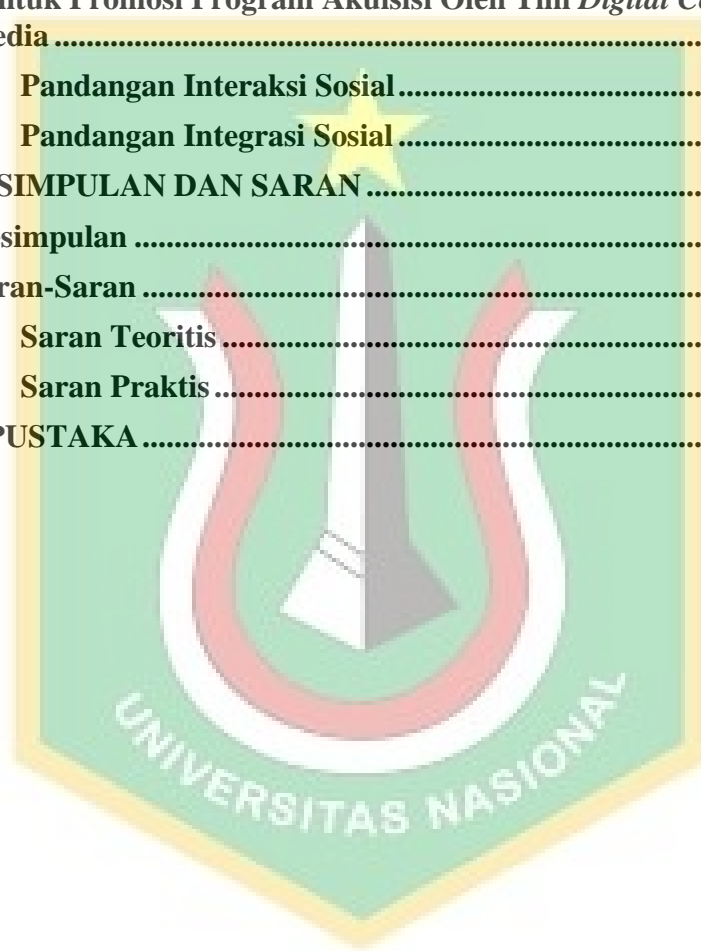 ntuk Promosi Program Akuisisi Oleh Tim Digital Co
edia ........................................................................................
Pandangan Interaksi Sosial ........................................
Pandangan Integrasi Sosial ........................................
SIMPULAN DAN SARAN ..........................................
simpulan ........................................................................
ran-Saran .......................................................................
Saran Teoritis ..............................................................
Saran Praktis ...............................................................
PUSTAKA .......................................................................
UNIVERSITAS NASIONAL